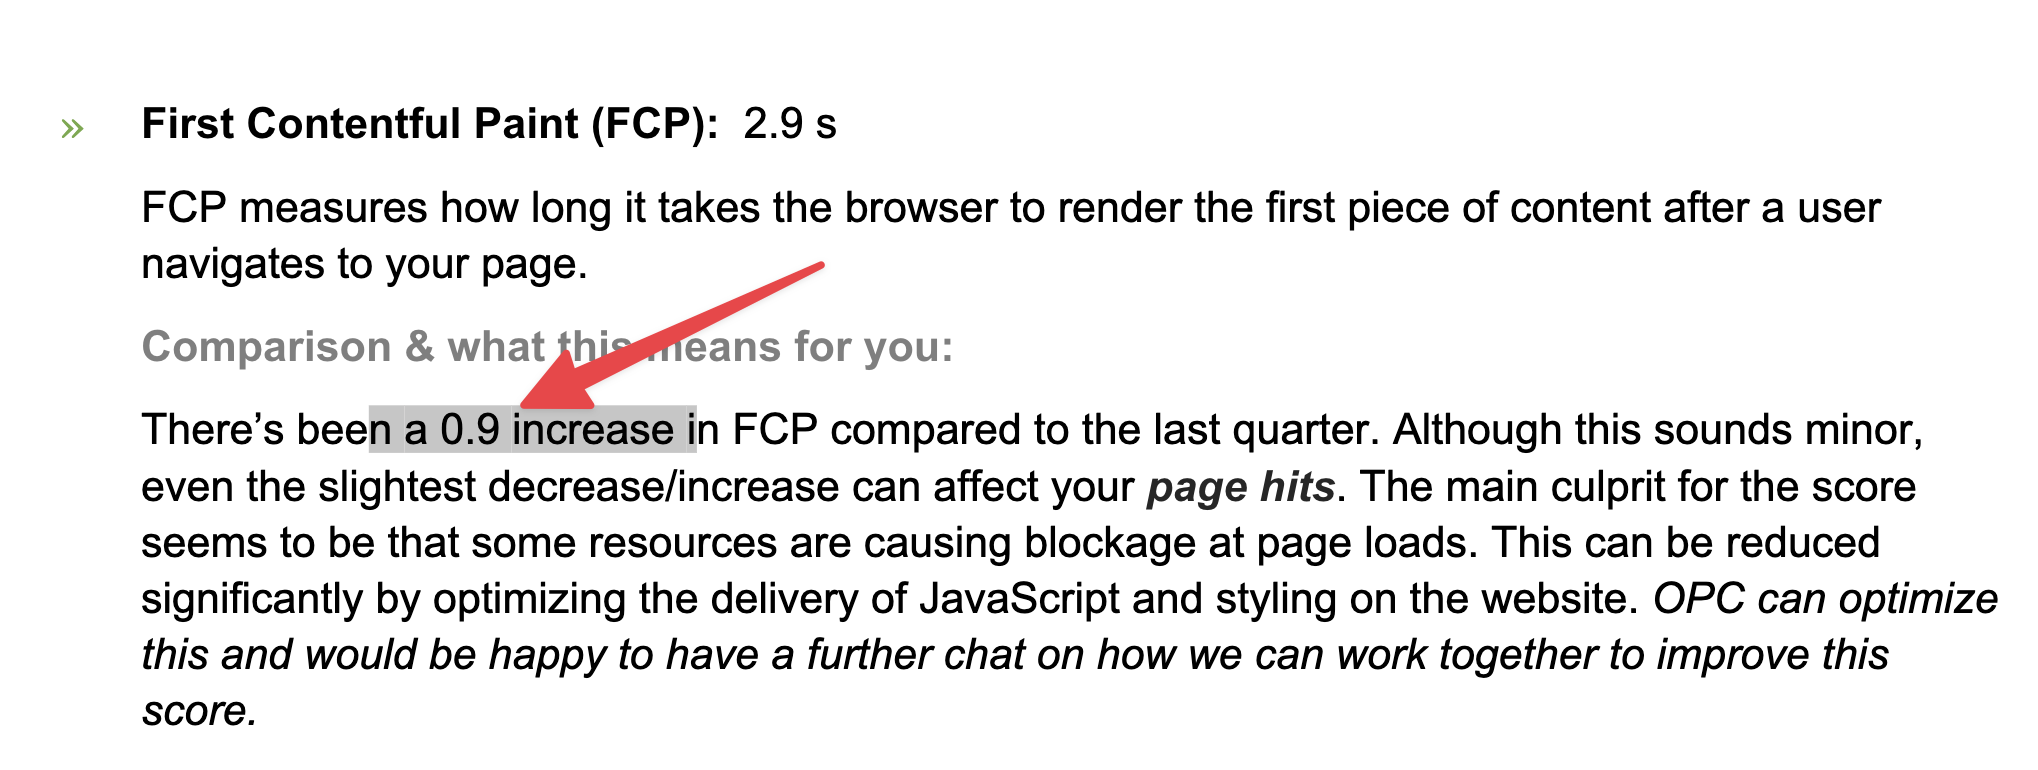 » First Contentful Paint (FCP): 2.9 s
FCP measures how long it takes the browser to render the first piece of content after a user
navigates to your page.
Comparison & what this means for you:
There’s been a 0.9 increase in FCP compared to the last quarter. Although this sounds minor,
even the slightest decrease/increase can affect your page hits. The main culprit for the score
seems to be that some resources are causing blockage at page loads. This can be reduced
significantly by optimizing the delivery of JavaScript and styling on the website. OPC can optimize
this and would be happy to have a further chat on how we can work together to improve this
score.